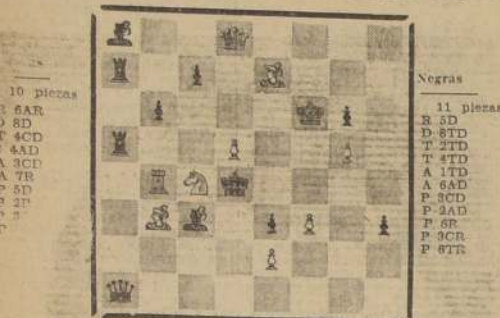 10 piezas
R 6AR
D 8D
T 4CD
4AD
A 3CD
A 7R
P 5D
P
P 3
Negras
11 piezas
R 5D
D 8TD
T 2TD
T 4TD
A 1TD
A 6AD
P 3CD
P-2AD
P 6R
P 3CR
P 6TR